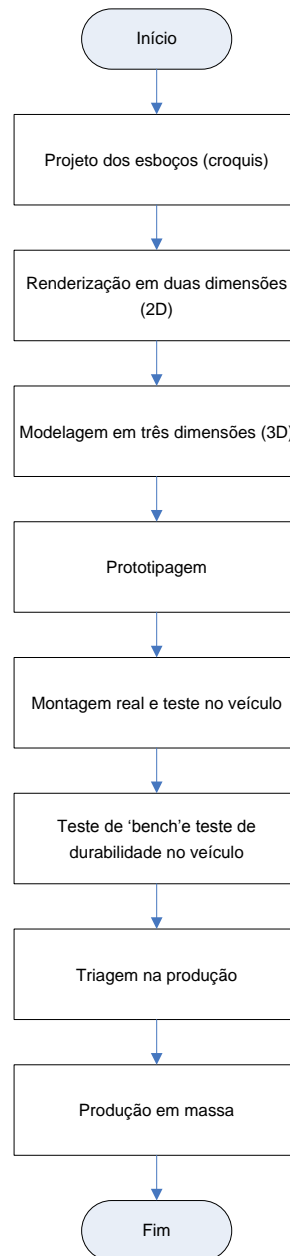 Início
Projeto dos esboços (croquis)
Renderização em duas dimensões
(2D)
Modelagem em três dimensões (3D)
Prototipagem
Montagem real e teste no veículo
Teste de ‘bench’e teste de
durabilidade no veículo
Triagem na produção
Produção em massa
Fim